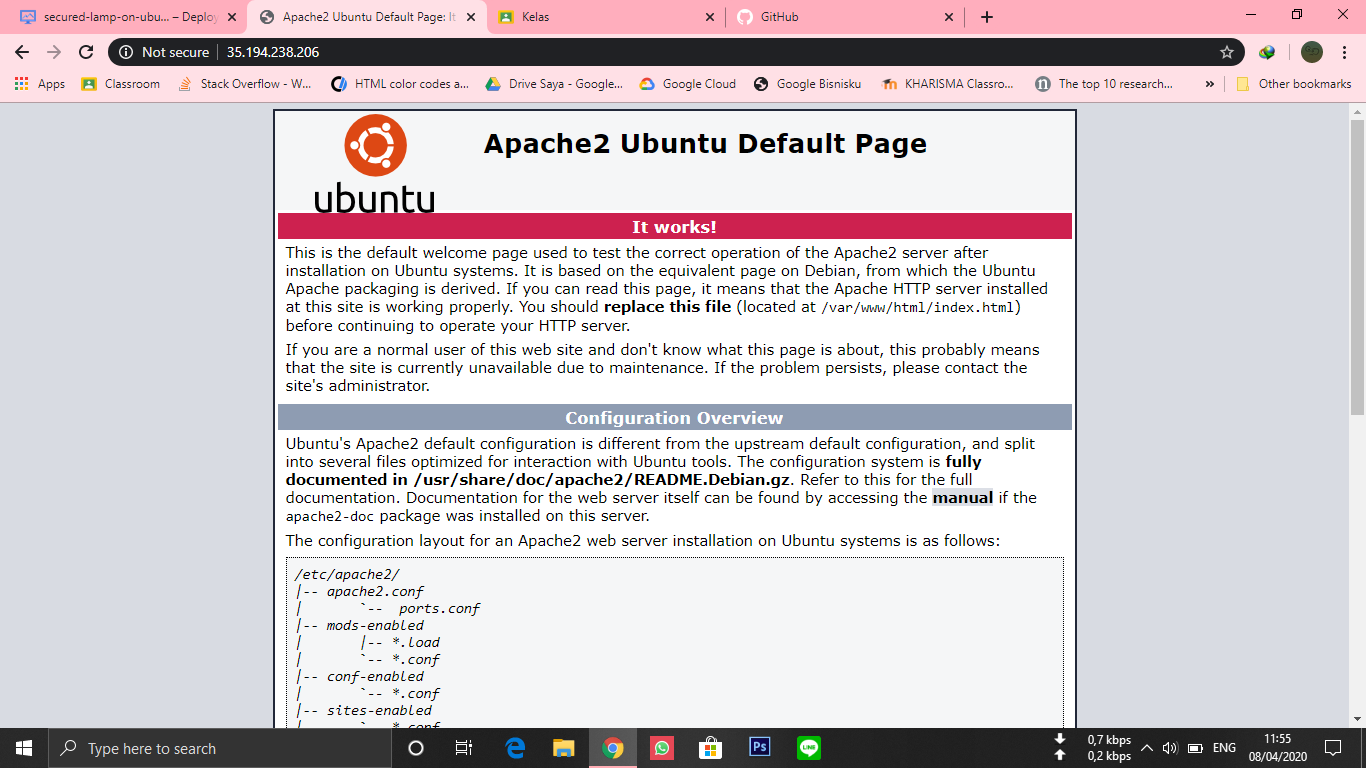 secured-lamp-on-ubu... – Deploy
Apache2 Ubuntu Default Page: It
Kelas
GitHub
Not secure
35.194.238.206
Apps
Classroom
Stack Overflow - W...
HTML color codes a...
Drive Saya - Google...
Google Cloud
Google Bisnisku
KHARISMA Classro...
The top 10 research...
Other bookmarks
ubuntu
Apache2 Ubuntu Default Page
It works!
This is the default welcome page used to test the correct operation of the Apache2 server after
installation on Ubuntu systems. It is based on the equivalent page on Debian, from which the Ubuntu
Apache packaging is derived. If you can read this page, it means that the Apache HTTP server installed
at this site is working properly. You should replace this file (located at /var/www/html/index.html)
before continuing to operate your HTTP server.
If you are a normal user of this web site and don't know what this page is about, this probably means
that the site is currently unavailable due to maintenance. If the problem persists, please contact the
site's administrator.
Configuration Overview
Ubuntu's Apache2 default configuration is different from the upstream default configuration, and split
into several files optimized for interaction with Ubuntu tools. The configuration system is fully
documented in /usr/share/doc/apache2/README.Debian.gz. Refer to this for the full
documentation. Documentation for the web server itself can be found by accessing the manual if the
apache2-doc package was installed on this server.
The configuration layout for an Apache2 web server installation on Ubuntu systems is as follows:
/etc/apache2/
|-- apache2.conf
|       `--  ports.conf
|-- mods-enabled
|       |-- *.load
|       `-- *.conf
|-- conf-enabled
|       `-- *.conf
|-- sites-enabled
|       `-- *.conf
Type here to search
Ps
LINE
0,7 kbps
0,2 kbps
ENG
11:55
08/04/2020